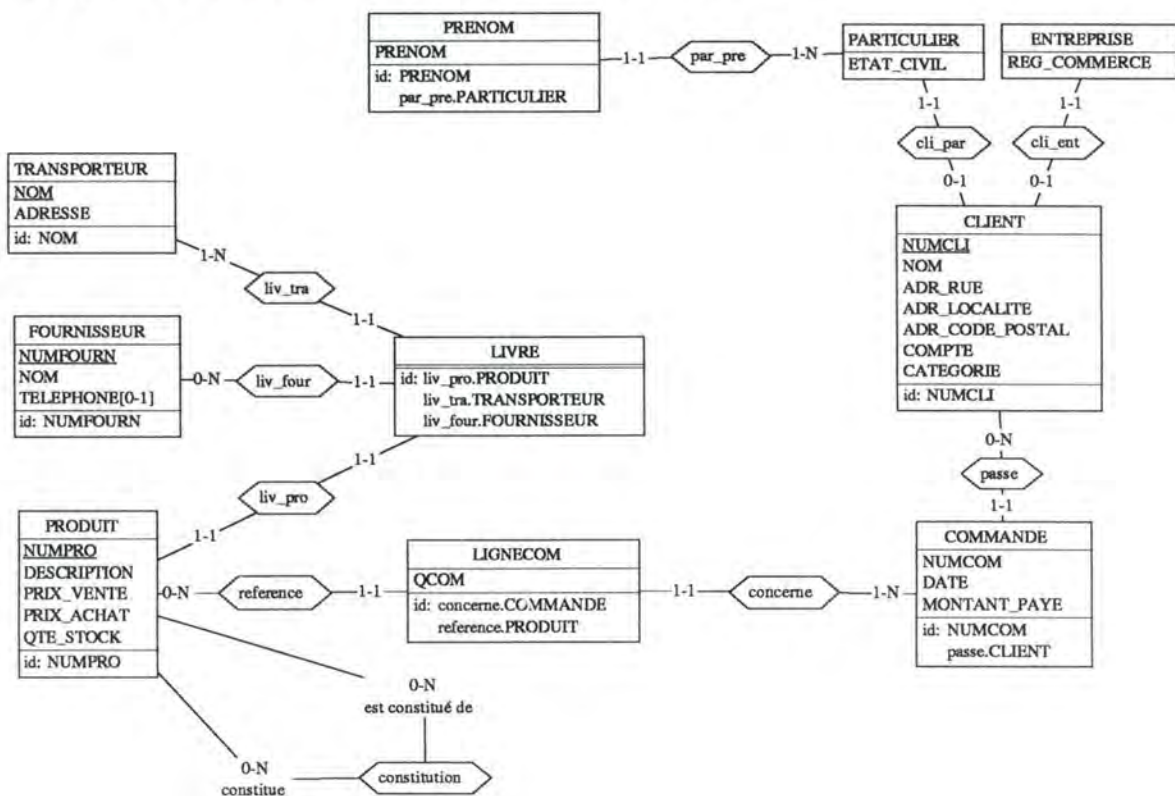 PRENOM
PRENOM
id: PRENOM
par_pre.PARTICULIER
1-1
par_pre
1-N
PARTICULIER
ETAT_CIVIL
ENTREPRISE
REG_COMMERCE
1-1
1-1
cli_par
cli_ent
0-1
0-1
TRANSPORTEUR
NOM
ADRESSE
id: NOM
1-N
liv_tra
1-1
CLIENT
NUMCLI
NOM
ADR_RUE
ADR_LOCALITE
ADR_CODE_POSTAL
COMPTE
CATEGORIE
id: NUMCLI
FOURNISSEUR
NUMFOURN
NOM
TELEPHONE[0-1]
id: NUMFOURN
0-N
liv_four
1-1
LIVRE
id: liv_pro.PRODUIT
liv_tra.TRANSPORTEUR
liv_four.FOURNISSEUR
1-1
liv_pro
1-1
0-N
passe
1-1
PRODUIT
NUMPRO
DESCRIPTION
PRIX_VENTE
PRIX_ACHAT
QTE_STOCK
id: NUMPRO
0-N
reference
1-1
LIGNECOM
QCOM
id: concerne.COMMANDE
reference.PRODUIT
1-1
concerne
1-N
COMMANDE
NUMCOM
DATE
MONTANT_PAYE
id: NUMCOM
passe.CLIENT
0-N
est constitué de
0-N
constitue
constitution